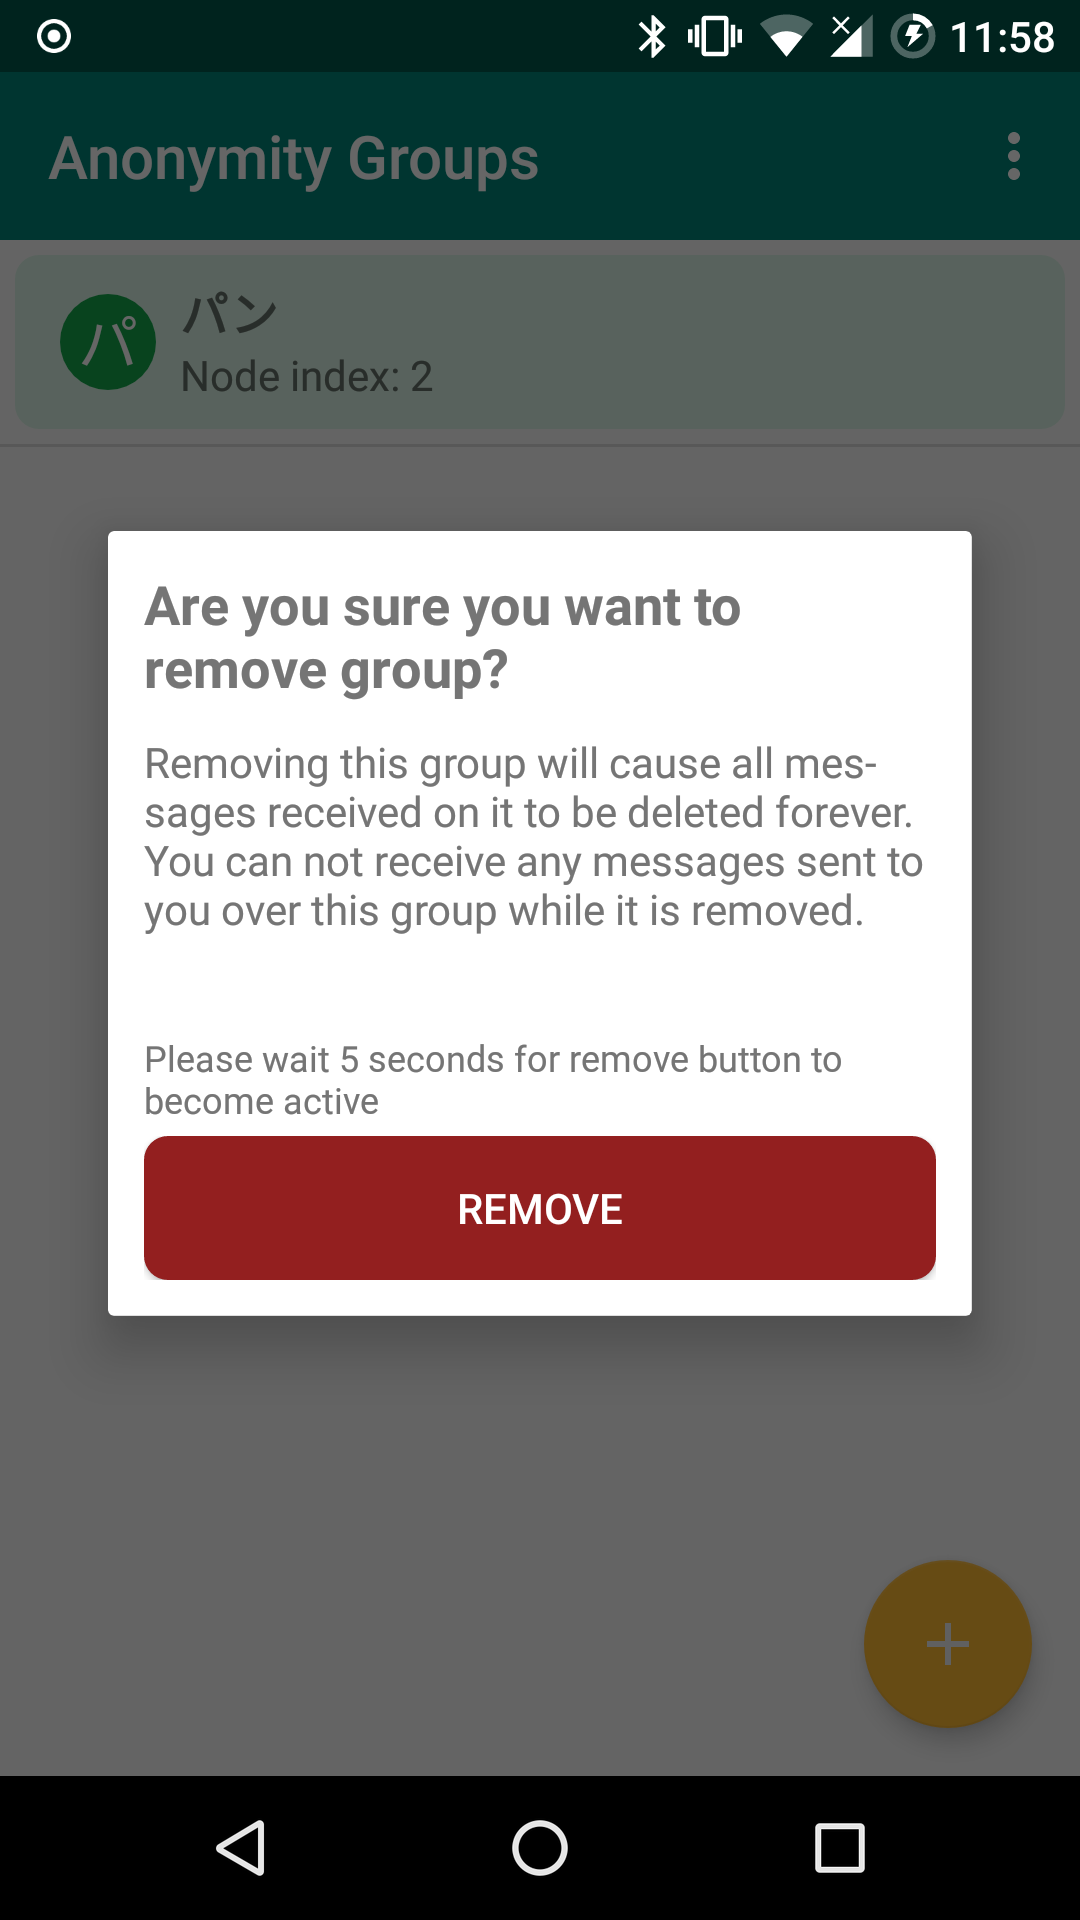 11:58
Anonymity Groups
パ
パン
Node index: 2
Are you sure you want to
remove group?
Removing this group will cause all mes-
sages received on it to be deleted forever.
You can not receive any messages sent to
you over this group while it is removed.
Please wait 5 seconds for remove button to
become active
REMOVE